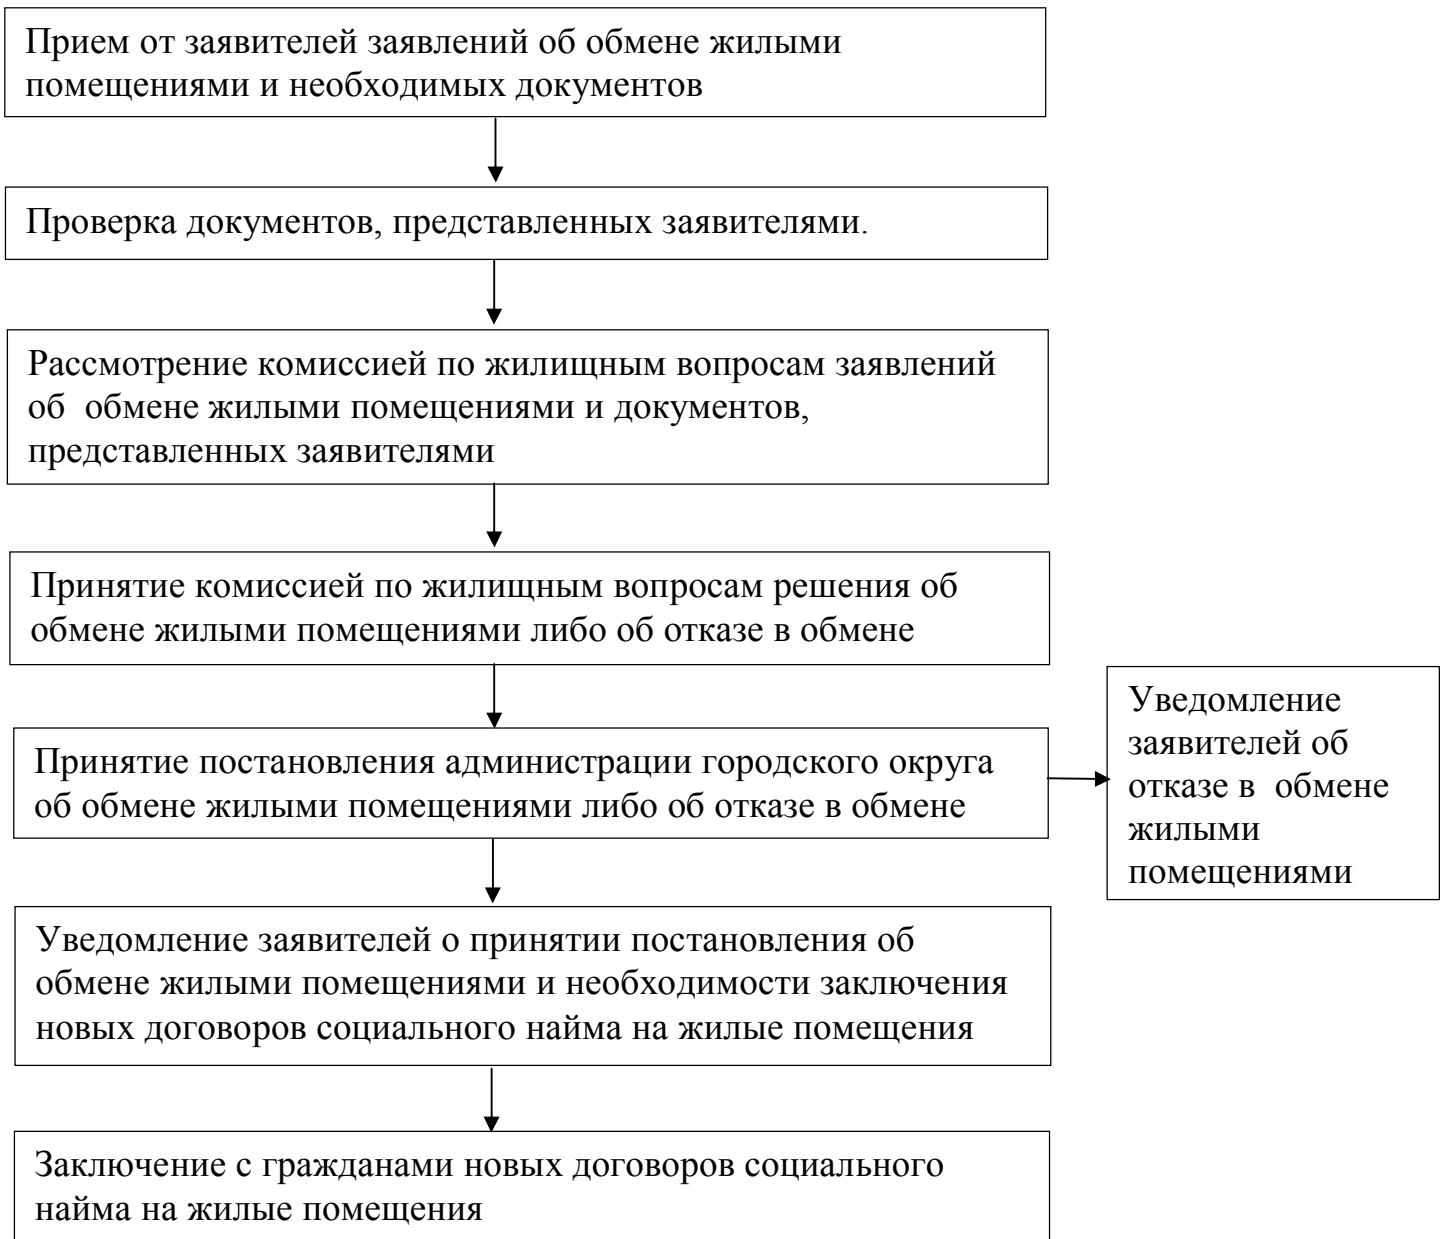 Прием от заявителей заявлений об обмене жилыми
помещениями и необходимых документов
Проверка документов, представленных заявителями.
Рассмотрение комиссией по жилищным вопросам заявлений
об  обмене жилыми помещениями и документов,
представленных заявителями
Принятие комиссией по жилищным вопросам решения об
обмене жилыми помещениями либо об отказе в обмене
Принятие постановления администрации городского округа
об обмене жилыми помещениями либо об отказе в обмене
Уведомление
заявителей об
отказе в  обмене
жилыми
помещениями
Уведомление заявителей о принятии постановления об
обмене жилыми помещениями и необходимости заключения
новых договоров социального найма на жилые помещения
Заключение с гражданами новых договоров социального
найма на жилые помещения